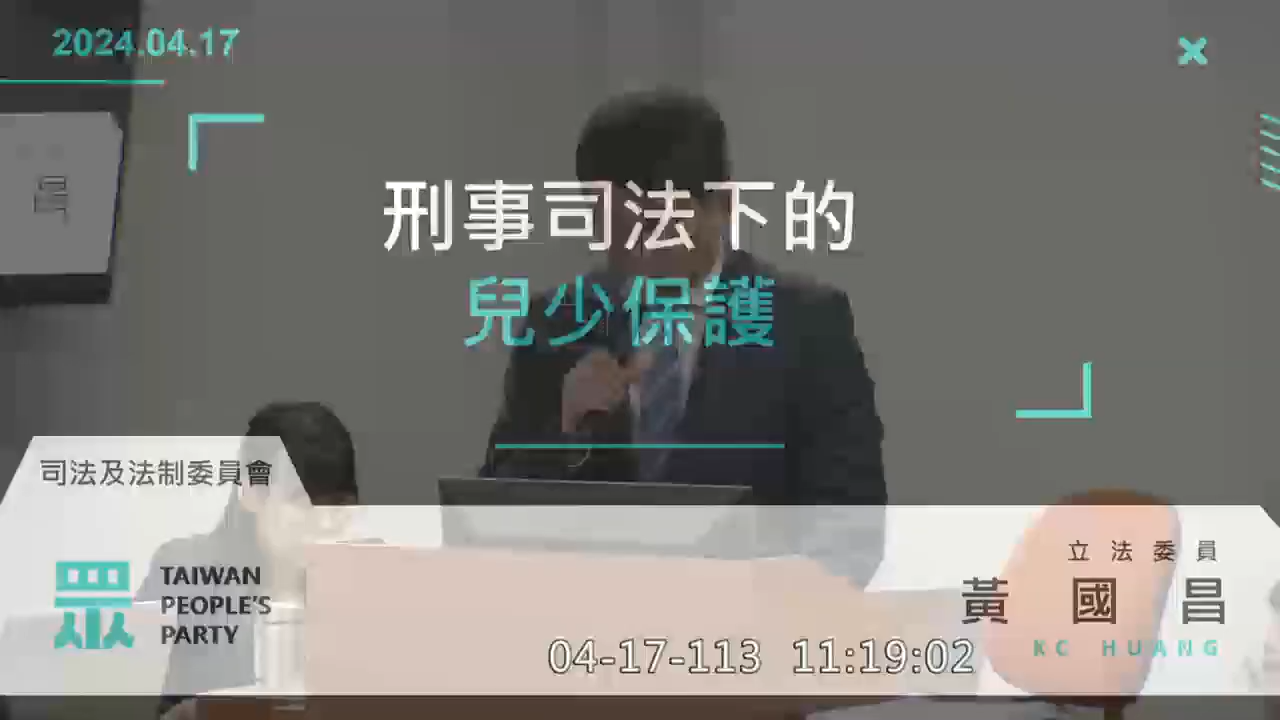 2024.04.17
刑事司法下的
兒少保護
司法及法制委員會
TAIWAN
PEOPLE'S
PARTY
立法委員
黃國昌
KC HUANG
04-17-113 11:19:02